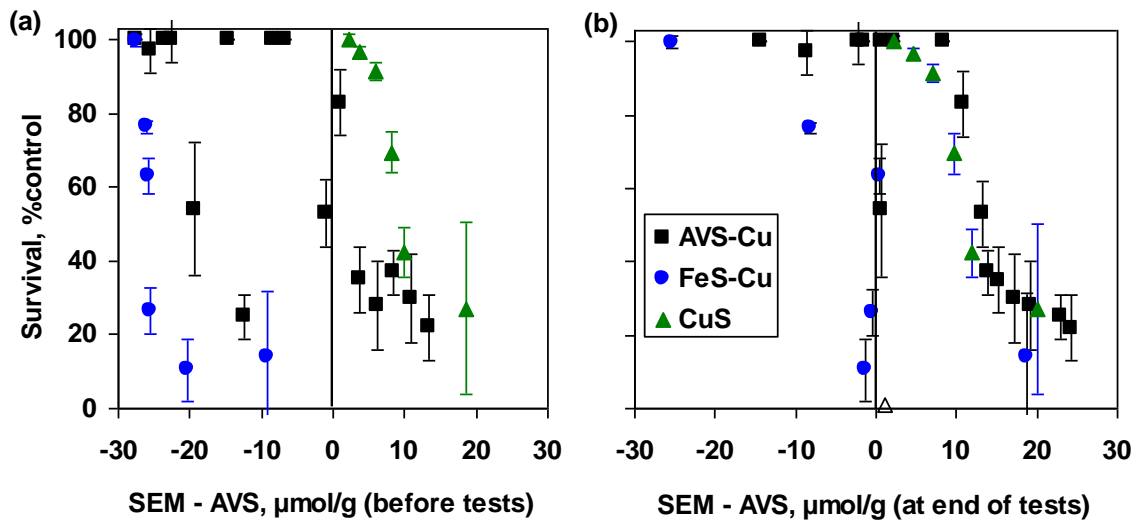 (a)
(b)
Survival, %control
100
80
60
40
20
0
-30 -20 -10 0 10 20 30
SEM - AVS, µmol/g (before tests)
AVS-Cu
FeS-Cu
CuS
-30 -20 -10 0 10 20 30
SEM - AVS, µmol/g (at end of tests)